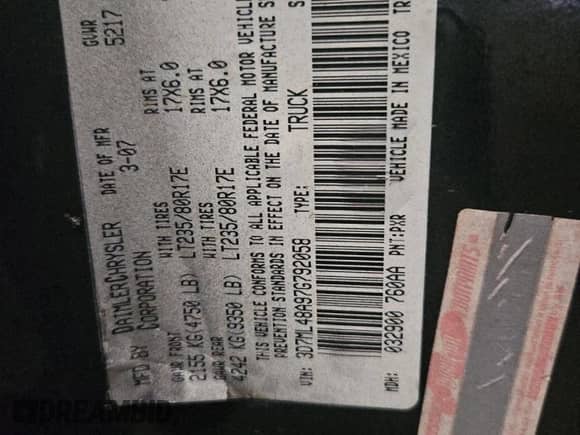 MFD BY DAIMLERCHRYSLER CORPORATION
DATE OF MFR 3-07
GVWR 5217
GAWR FRONT 2155 KG(4750 LB)
WITH TIRES LT235/80R17E
RIMS AT 17X6.0
GAWR REAR 4242 KG(9350 LB)
WITH TIRES LT235/80R17E
RIMS AT 17X6.0
THIS VEHICLE CONFORMS TO ALL APPLICABLE FEDERAL MOTOR VEHICL
PREVENTION STANDARDS IN EFFECT ON THE DATE OF MANUFACTURE S
VIN: 3D7ML48A97G792058 TYPE: TRUCK S
MDH: 032900 760AA PNT:PXR VEHICLE MADE IN MEXICO TR
DREAMBID